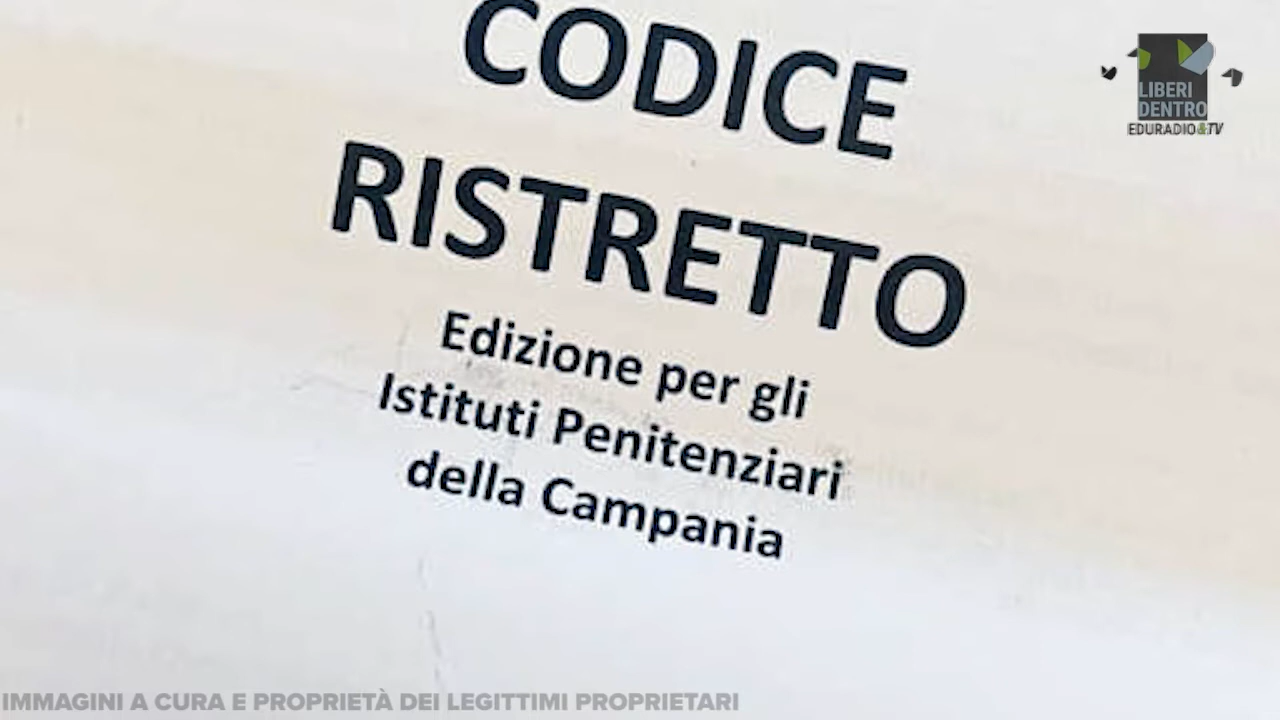 CODICE
RISTRETTO
Edizione per gli
Istituti Penitenziari
della Campania
LIBERI
DENTRO
EDURADIO&TV
IMMAGINI A CURA E PROPRIETÀ DEI LEGITTIMI PROPRIETARI